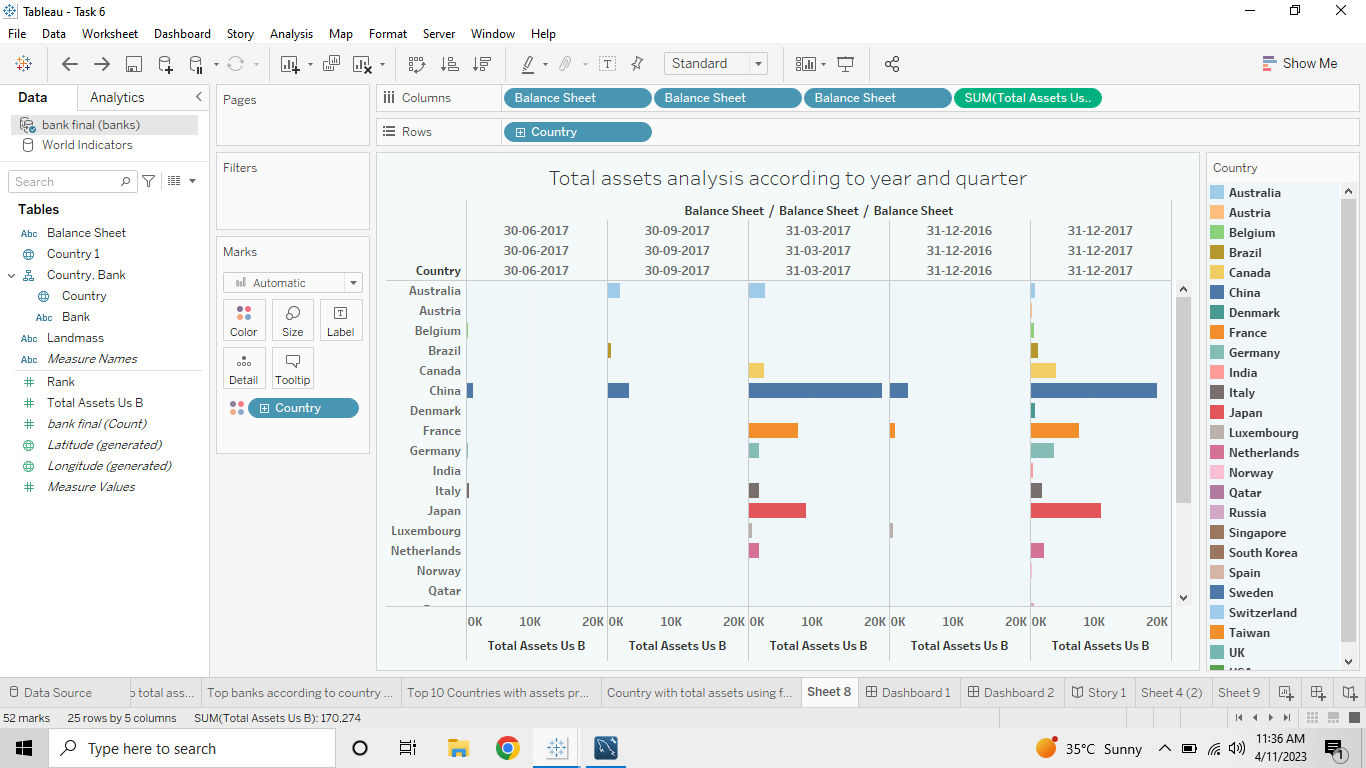 Tableau - Task 6
File Data Worksheet Dashboard Story Analysis Map Format Server Window Help
Standard
Show Me
Data Analytics
bank final (banks)
World Indicators
Search
Tables
Abc Balance Sheet
Country 1
Country, Bank
Country
Abc Bank
Abc Landmass
Abc Measure Names
Rank
Total Assets Us B
bank final (Count)
Latitude (generated)
Longitude (generated)
Measure Values
Pages
Filters
Marks
Automatic
Color Size Label
Detail Tooltip
Country
Columns Balance Sheet Balance Sheet Balance Sheet SUM(Total Assets Us..
Rows Country
Total assets analysis according to year and quarter
Balance Sheet / Balance Sheet / Balance Sheet
30-06-2017 30-09-2017 31-03-2017 31-12-2016 31-12-2017
30-06-2017 30-09-2017 31-03-2017 31-12-2016 31-12-2017
Country 30-06-2017 30-09-2017 31-03-2017 31-12-2016 31-12-2017
Australia
Austria
Belgium
Brazil
Canada
China
Denmark
France
Germany
India
Italy
Japan
Luxembourg
Netherlands
Norway
Qatar
0K 10K 20K 0K 10K 20K 0K 10K 20K 0K 10K 20K 0K 10K 20K
Total Assets Us B Total Assets Us B Total Assets Us B Total Assets Us B Total Assets Us B
Country
Australia
Austria
Belgium
Brazil
Canada
China
Denmark
France
Germany
India
Italy
Japan
Luxembourg
Netherlands
Norway
Qatar
Russia
Singapore
South Korea
Spain
Sweden
Switzerland
Taiwan
UK
Data Source total ass... Top banks according to country ... Top 10 Countries with assets pr... Country with total assets using f... Sheet 8 Dashboard 1 Dashboard 2 Story 1 Sheet 4 (2) Sheet 9
52 marks 25 rows by 5 columns SUM(Total Assets Us B): 170,274
Type here to search
35°C Sunny
11:36 AM
4/11/2023
1